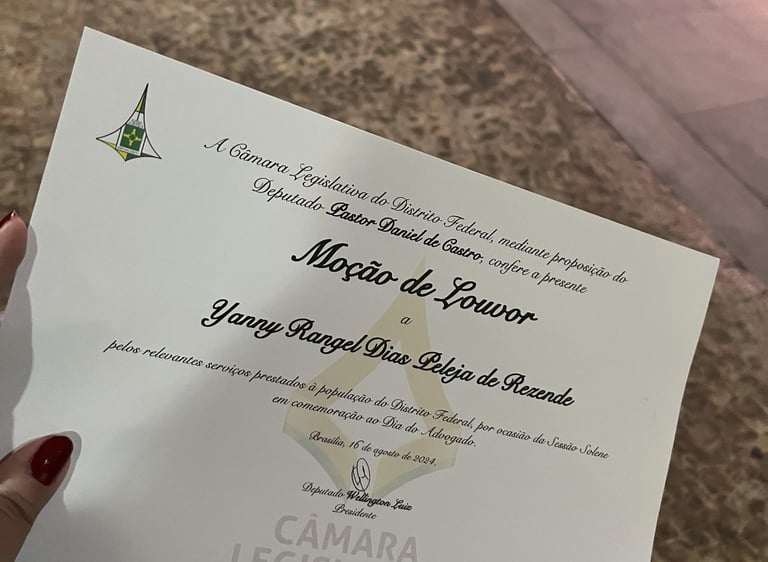 A Câmara Legislativa do Distrito Federal, mediante proposição do
Deputado Pastor Daniel de Castro, confere a presente
Moção de Louvor
a
Yanny Rangel Dias Peleja de Rezende
pelos relevantes serviços prestados à população do Distrito Federal, por ocasião da Sessão Solene
em comemoração ao Dia do Advogado.
Brasília, 16 de agosto de 2024.
Deputado Wellington Luiz
Presidente
CÂMARA